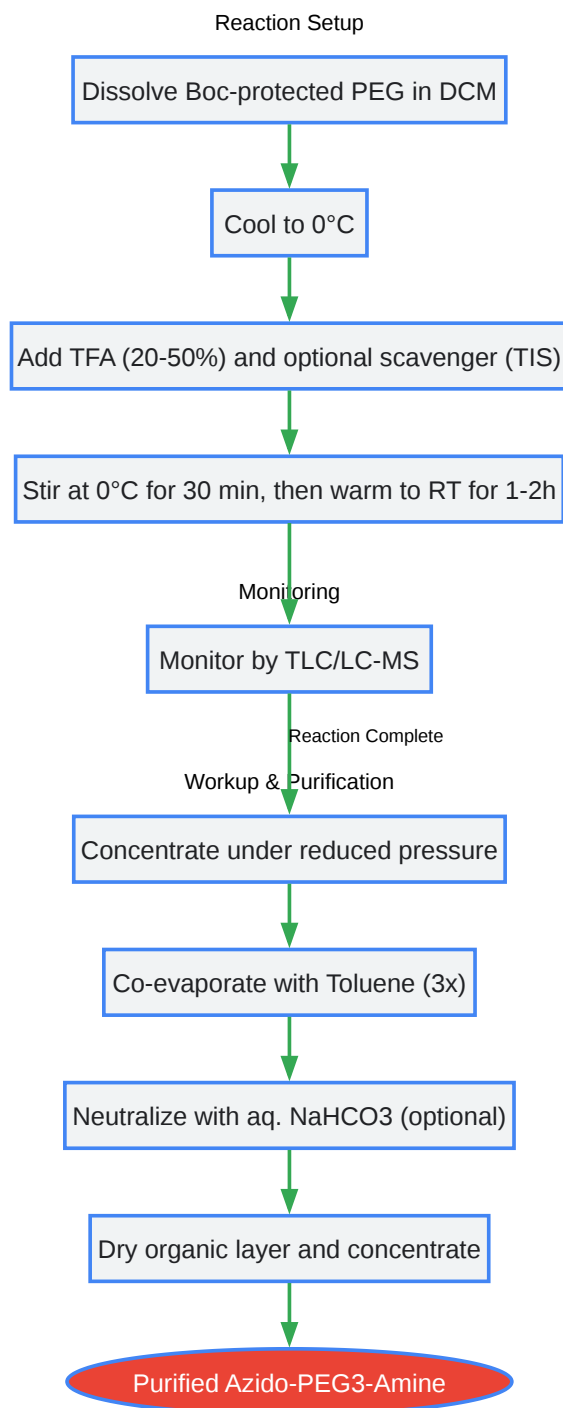 Reaction Setup
Dissolve Boc-protected PEG in DCM
Cool to 0°C
Add TFA (20-50%) and optional scavenger (TIS)
Stir at 0°C for 30 min, then warm to RT for 1-2h
Monitoring
Monitor by TLC/LC-MS
Reaction Complete
Workup & Purification
Concentrate under reduced pressure
Co-evaporate with Toluene (3x)
Neutralize with aq. NaHCO3 (optional)
Dry organic layer and concentrate
Purified Azido-PEG3-Amine